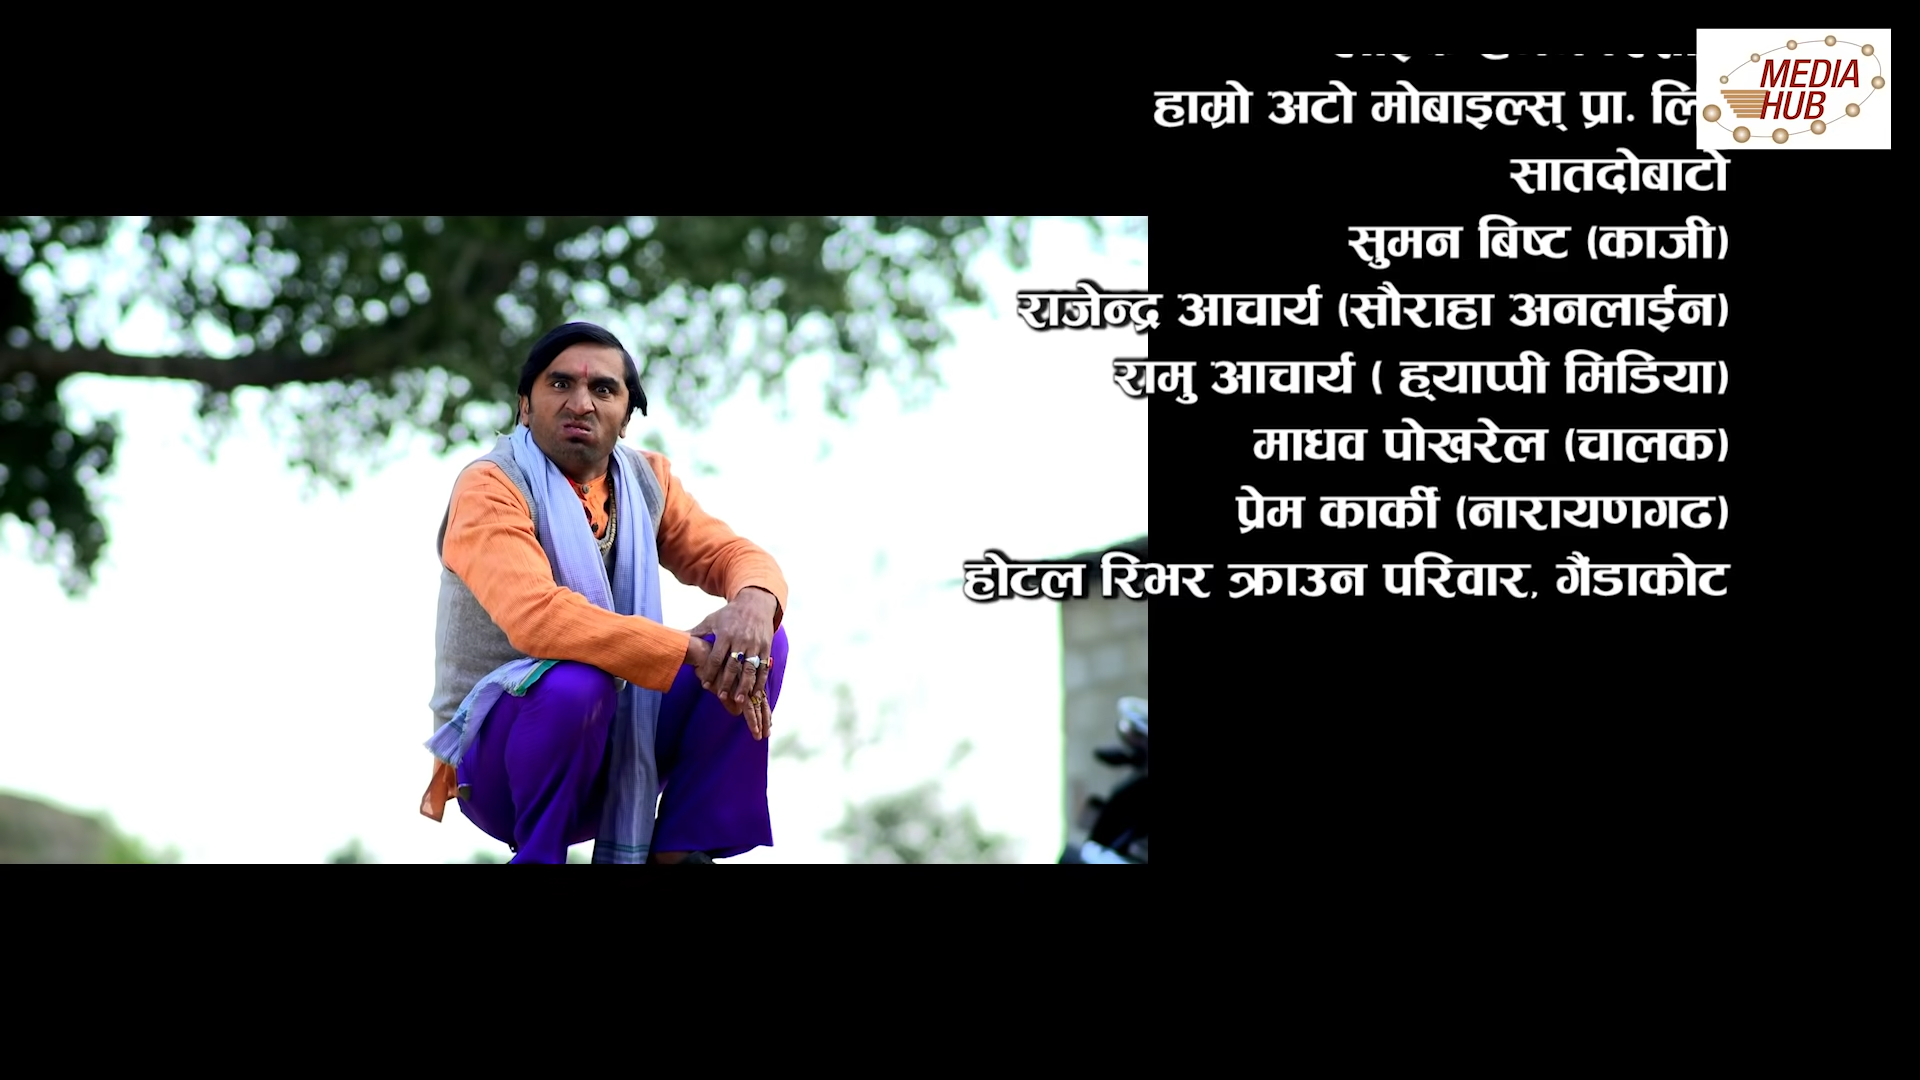 हाम्रो अटो मोबाइल्स् प्रा. लि
सातदोबाटो
सुमन बिष्ट (काजी)
राजेन्द्र आचार्य (सौराहा अनलाईन)
रामु आचार्य ( ह्याप्पी मिडिया)
माधव पोखरेल (चालक)
प्रेम कार्की (नारायणगढ)
होटल रिभर क्राउन परिवार, गैंडाकोट
MEDIA
HUB